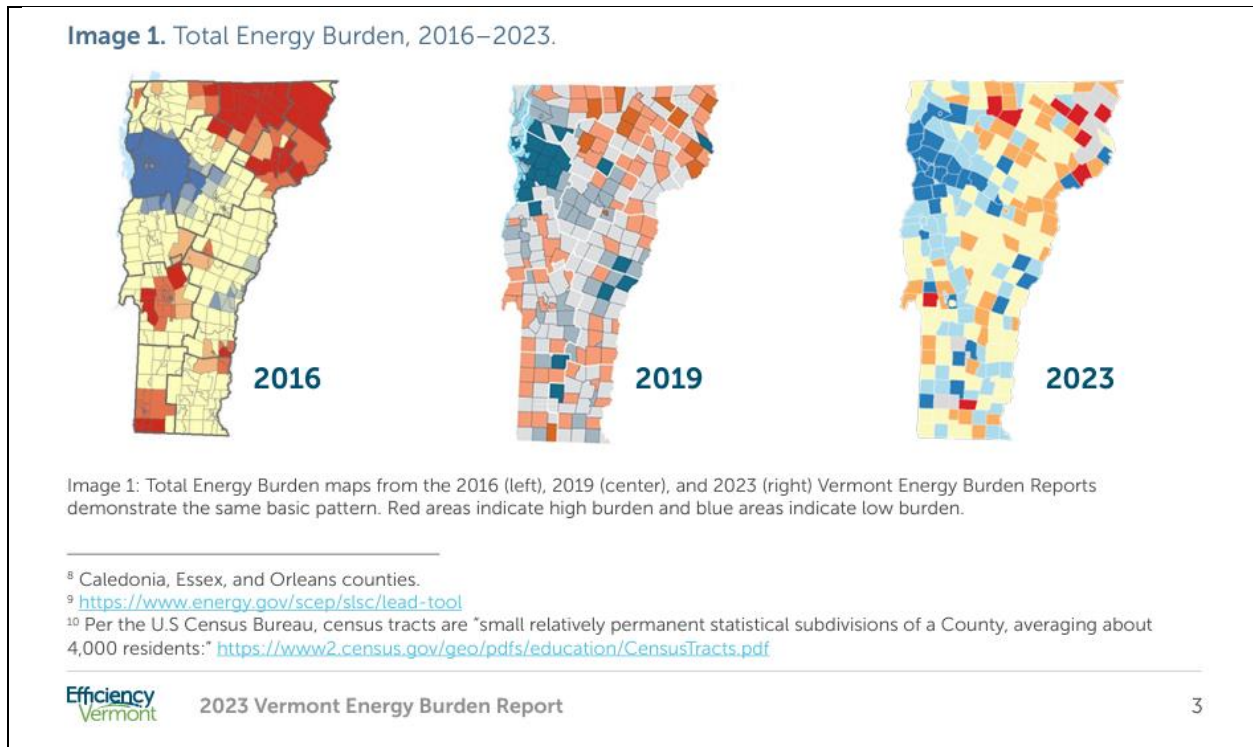 Image 1. Total Energy Burden, 2016–2023.
2016
2019
2023
Image 1: Total Energy Burden maps from the 2016 (left), 2019 (center), and 2023 (right) Vermont Energy Burden Reports
demonstrate the same basic pattern. Red areas indicate high burden and blue areas indicate low burden.
⁸ Caledonia, Essex, and Orleans counties.
⁹ https://www.energy.gov/scep/slsc/lead-tool
¹⁰ Per the U.S Census Bureau, census tracts are “small relatively permanent statistical subdivisions of a County, averaging about
4,000 residents:” https://www2.census.gov/geo/pdfs/education/CensusTracts.pdf
Efficiency
Vermont
2023 Vermont Energy Burden Report
3